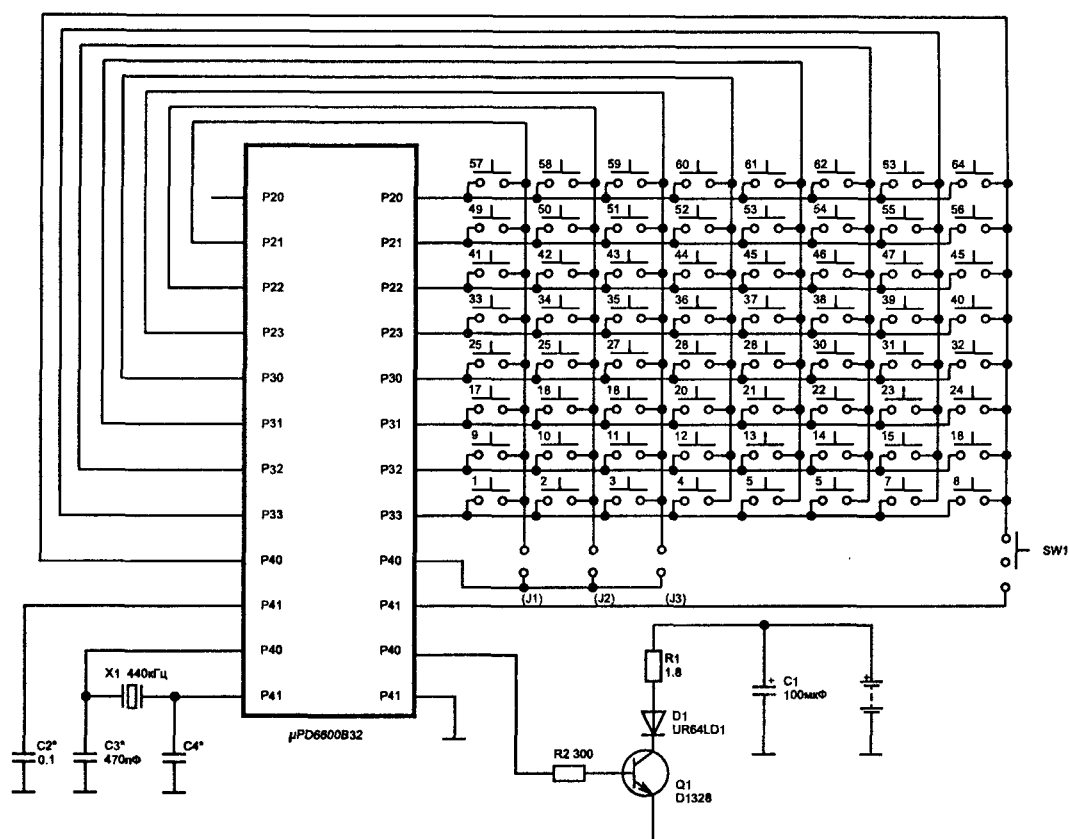 57 58 59 60 61 62 63 64
P20 P20
49 50 51 52 53 54 55 56
P21 P21
41 42 43 44 45 46 47 45
P22 P22
33 34 35 36 37 38 39 40
P23 P23
25 25 27 28 28 30 31 32
P30 P30
17 18 18 20 21 22 23 24
P31 P31
9 10 11 12 13 14 15 18
P32 P32
1 2 3 4 5 5 7 8
P33 P33
P40 P40
SW1
(J1) (J2) (J3)
P41 P41
P40 P40
P41 P41
X1 440кГц
R1
1.8
C1
100мкФ
D1
UR64LD1
µPD6600B32
C2*
0.1
C3*
470пФ
C4*
R2 300
Q1
D1328
+
+